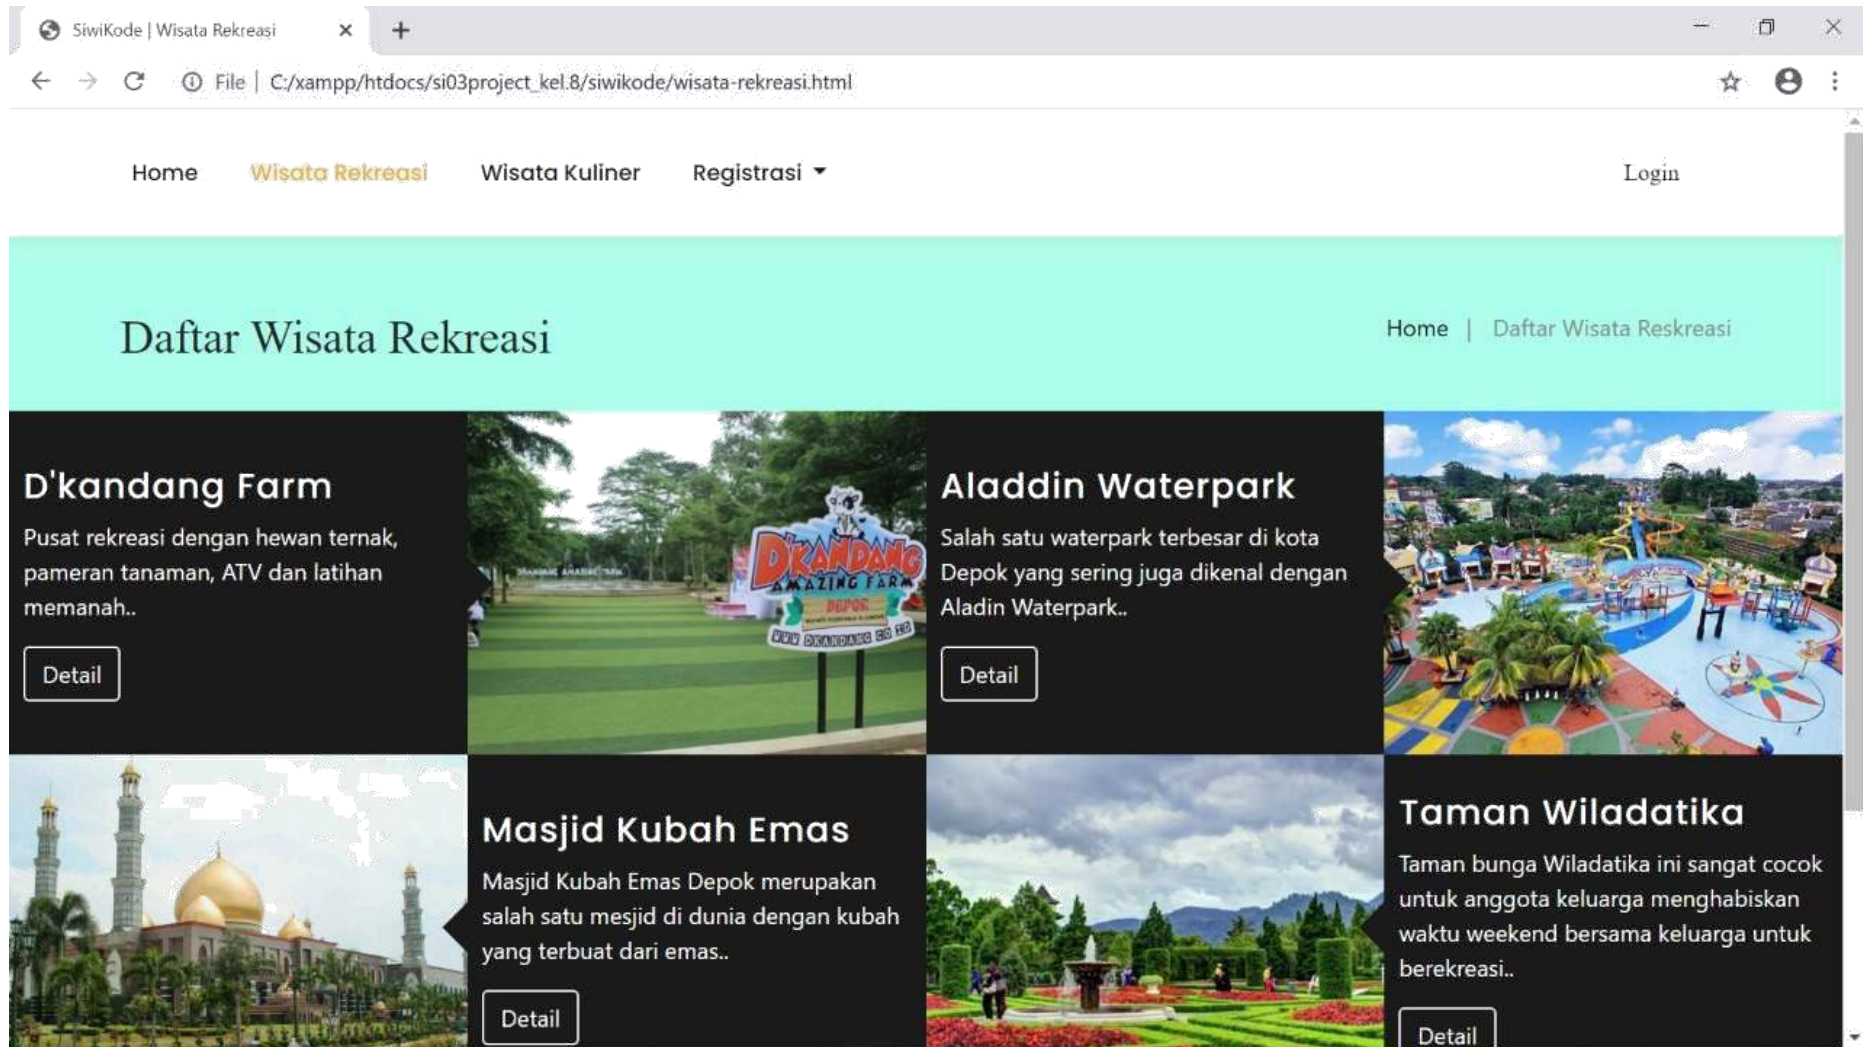 SiwiKode | Wisata Rekreasi
File | C:/xampp/htdocs/si03project_kel.8/siwikode/wisata-rekreasi.html
Home Wisata Rekreasi Wisata Kuliner Registrasi Login
Daftar Wisata Rekreasi
Home | Daftar Wisata Reskreasi
D'kandang Farm
Pusat rekreasi dengan hewan ternak,
pameran tanaman, ATV dan latihan
memanah..
Detail
D'KANDANG
AMAZING FARM
DEPOK
WWW.DKANDANG.CO.ID
Aladdin Waterpark
Salah satu waterpark terbesar di kota
Depok yang sering juga dikenal dengan
Aladin Waterpark..
Detail
Masjid Kubah Emas
Masjid Kubah Emas Depok merupakan
salah satu mesjid di dunia dengan kubah
yang terbuat dari emas..
Detail
Taman Wiladatika
Taman bunga Wiladatika ini sangat cocok
untuk anggota keluarga menghabiskan
waktu weekend bersama keluarga untuk
berekreasi..
Detail